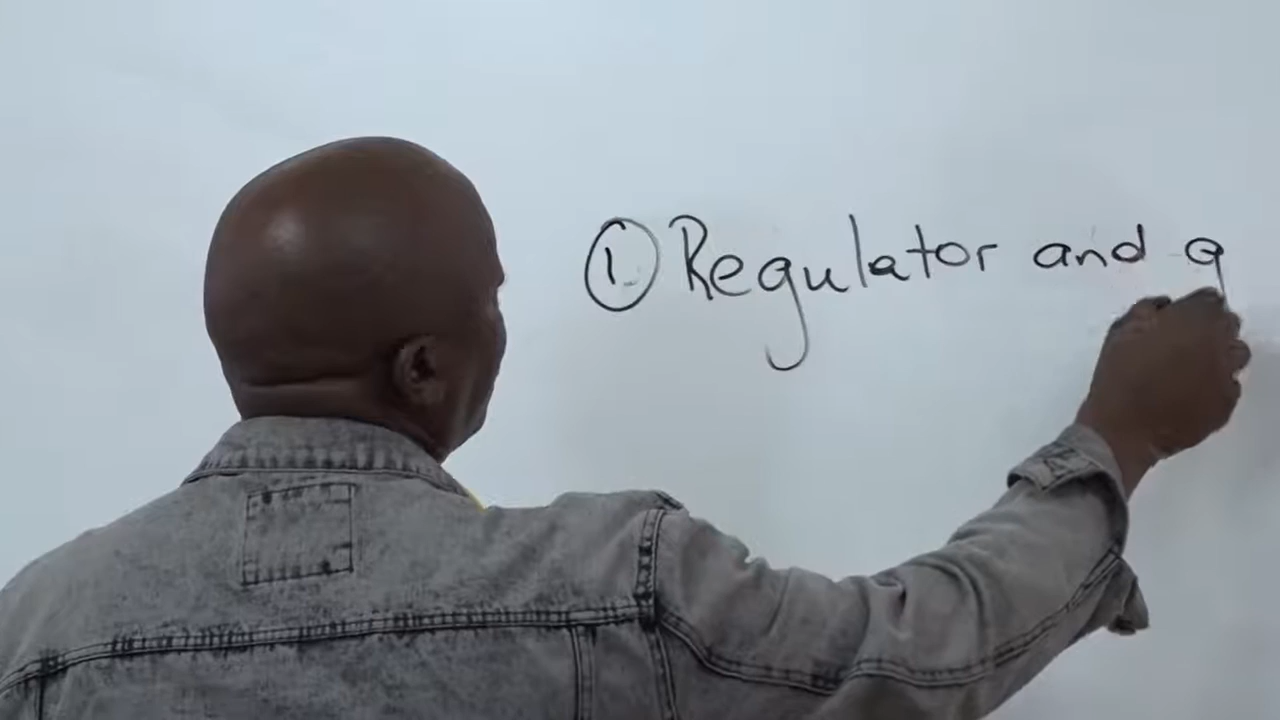 ① Regulator and g